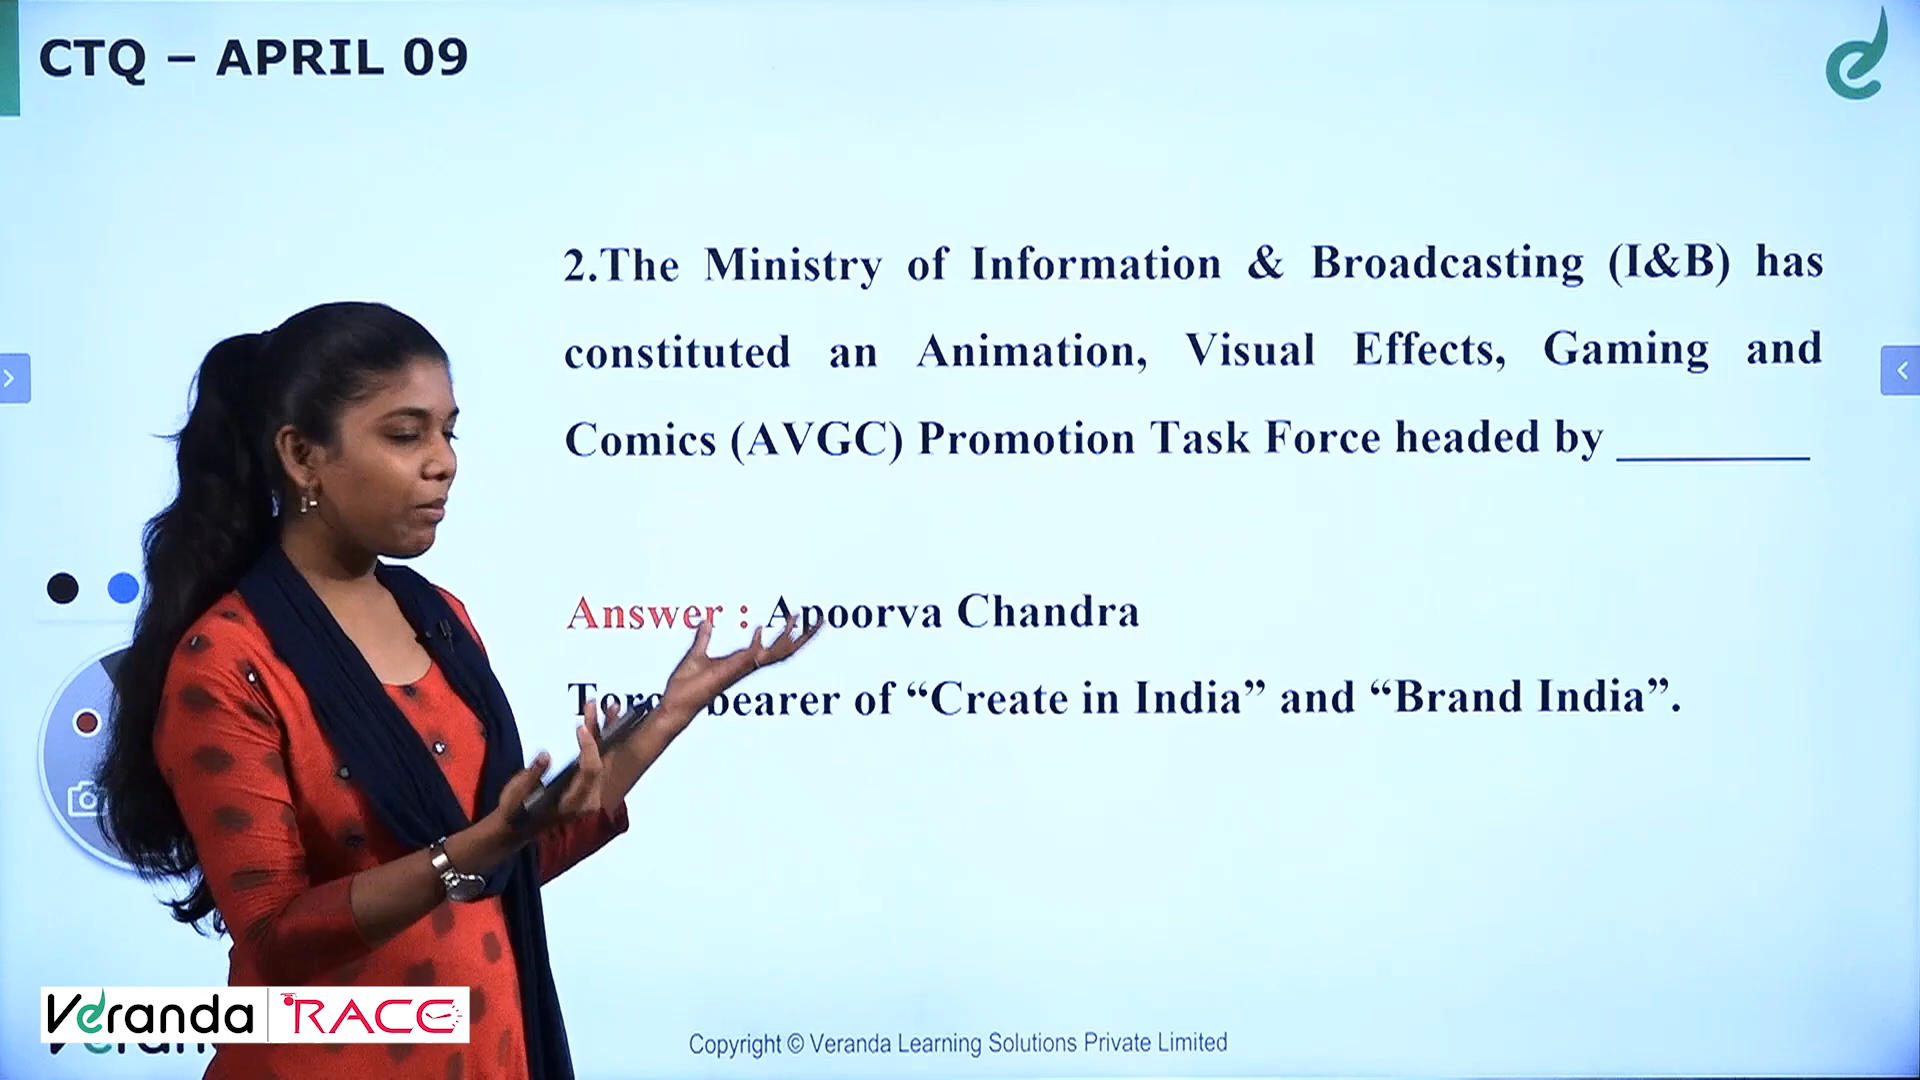 CTQ – APRIL 09
2.The Ministry of Information & Broadcasting (I&B) has
constituted an Animation, Visual Effects, Gaming and
Comics (AVGC) Promotion Task Force headed by ________
Answer : Apoorva Chandra
bearer of “Create in India” and “Brand India”.
Veranda RACE
Copyright © Veranda Learning Solutions Private Limited